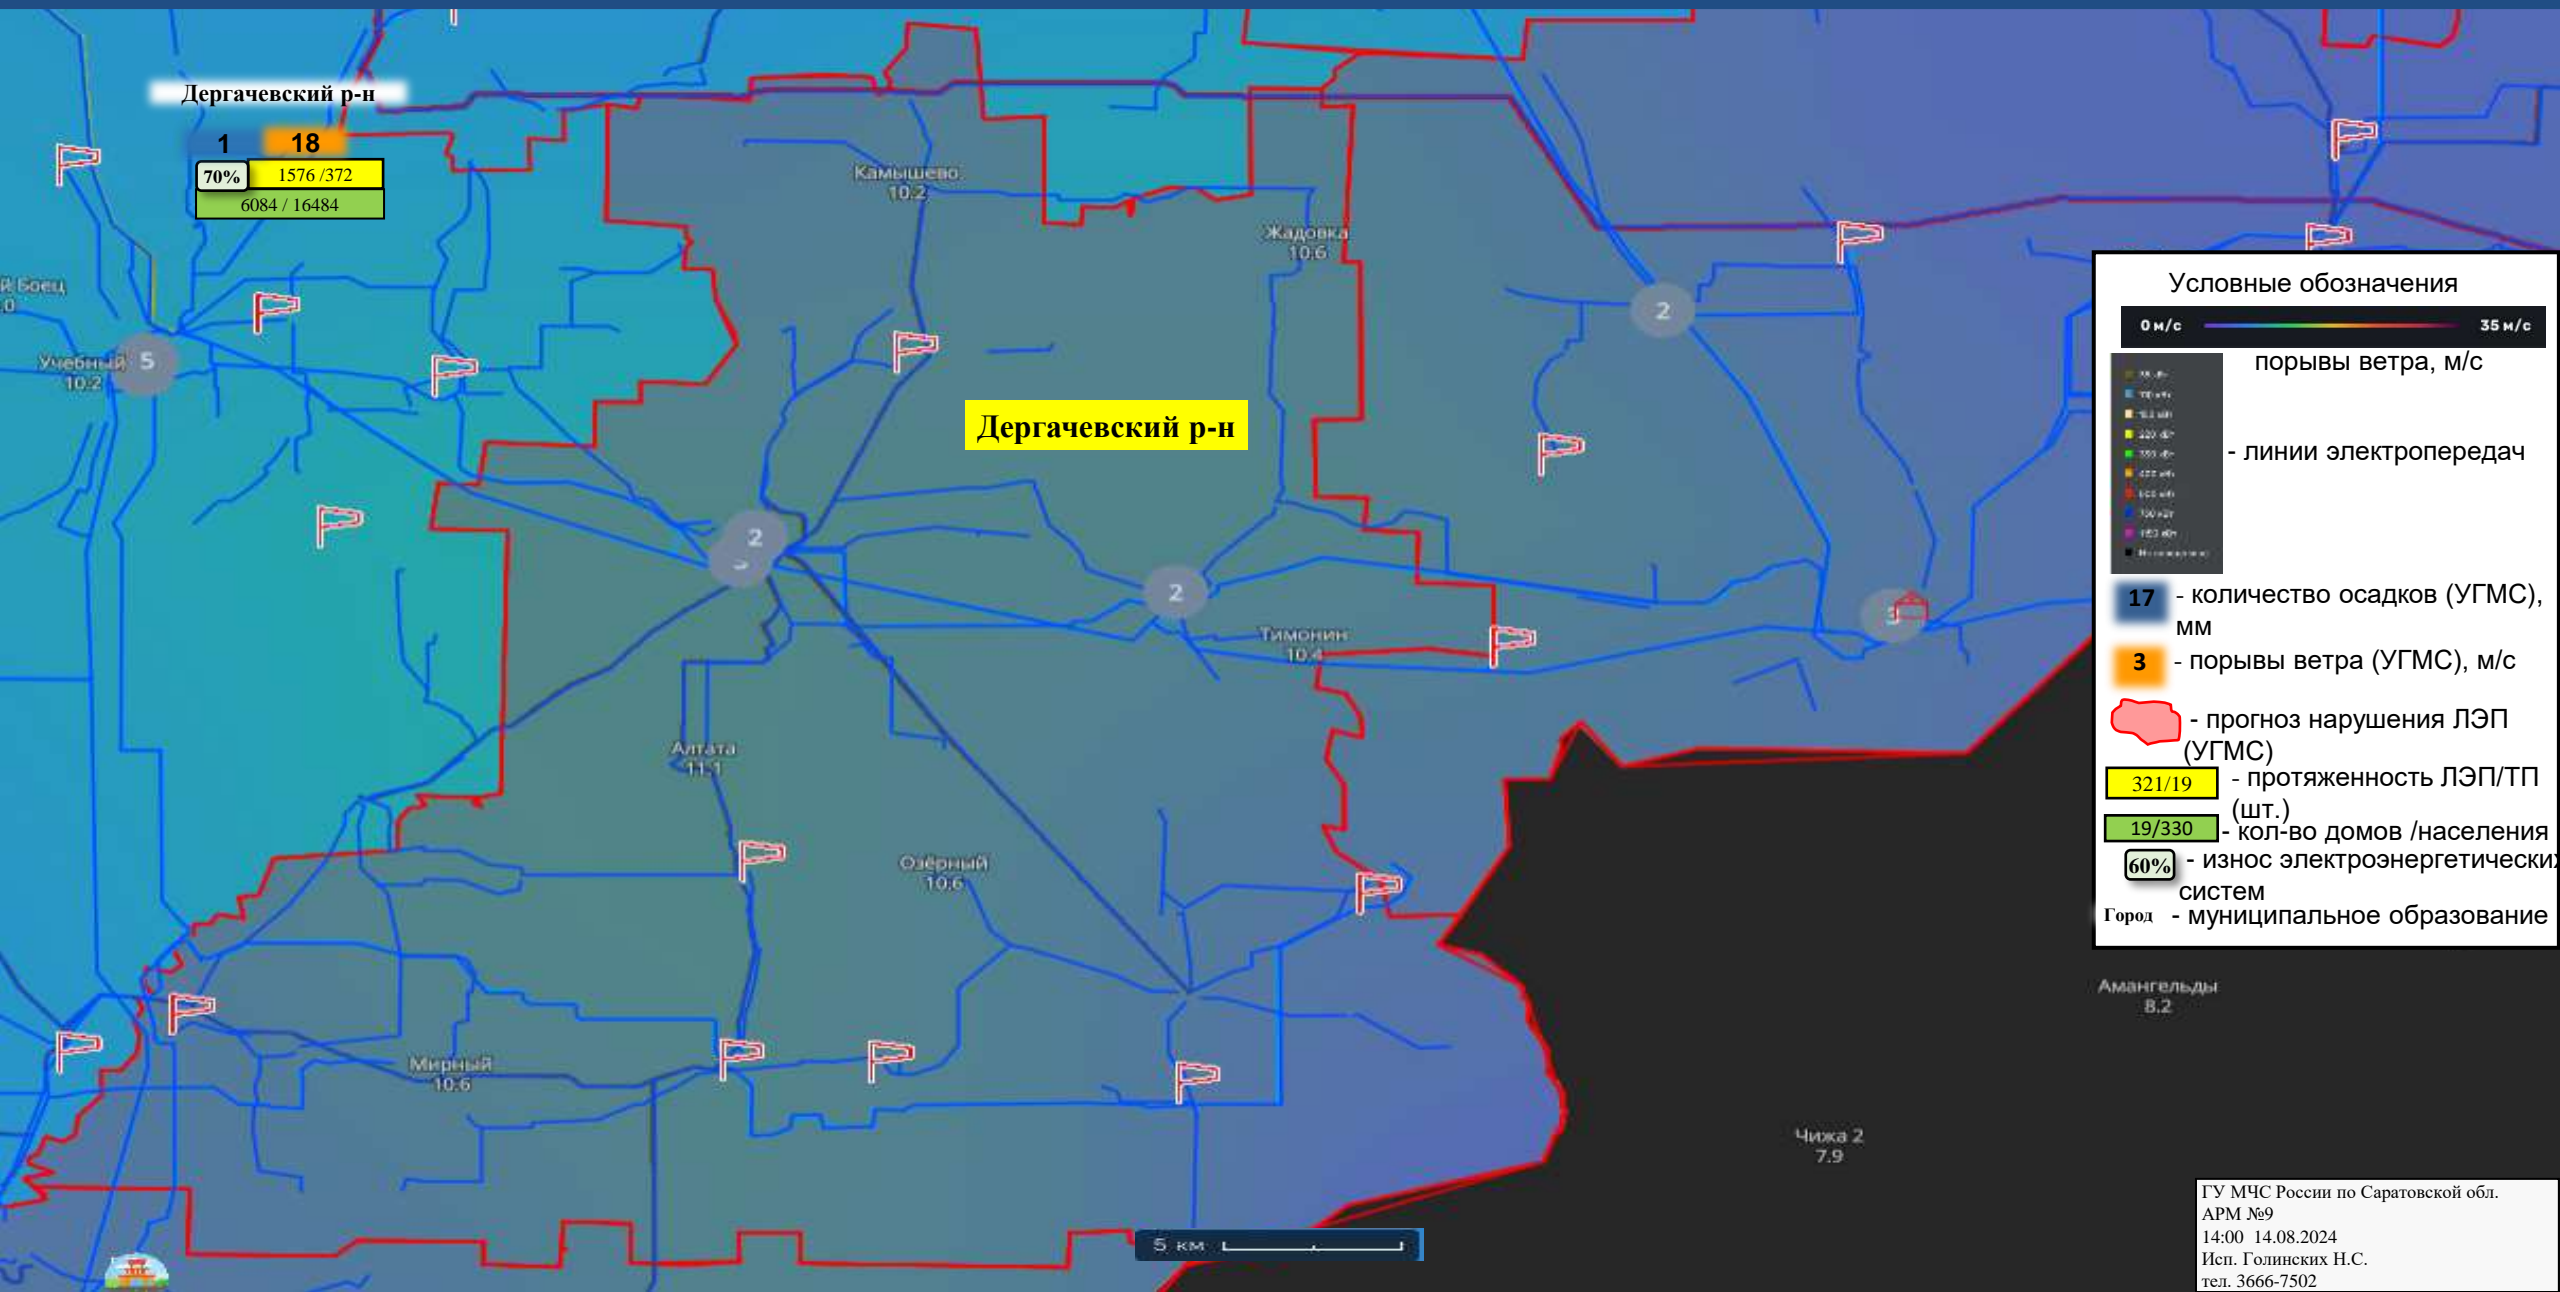 Дергачевский р-н
1 18
70% 1576 /372
6084 / 16484
Камышево
10.2
Жадовка
10.6
й Боец
.0
Учебный
10.2
5
2
Дергачевский р-н
2
2
3
Тимонин
10.4
Алтата
11.1
Озёрный
10.6
Мирный
10.6
Амангельды
8.2
Чижа 2
7.9
5 км
Условные обозначения
0 м/с 35 м/с
порывы ветра, м/с
- линии электропередач
17 - количество осадков (УГМС),
мм
3 - порывы ветра (УГМС), м/с
- прогноз нарушения ЛЭП
(УГМС)
321/19 - протяженность ЛЭП/ТП
(шт.)
19/330 - кол-во домов /населения
60% - износ электроэнергетических
систем
Город - муниципальное образование
ГУ МЧС России по Саратовской обл.
АРМ №9
14:00 14.08.2024
Исп. Голинских Н.С.
тел. 3666-7502